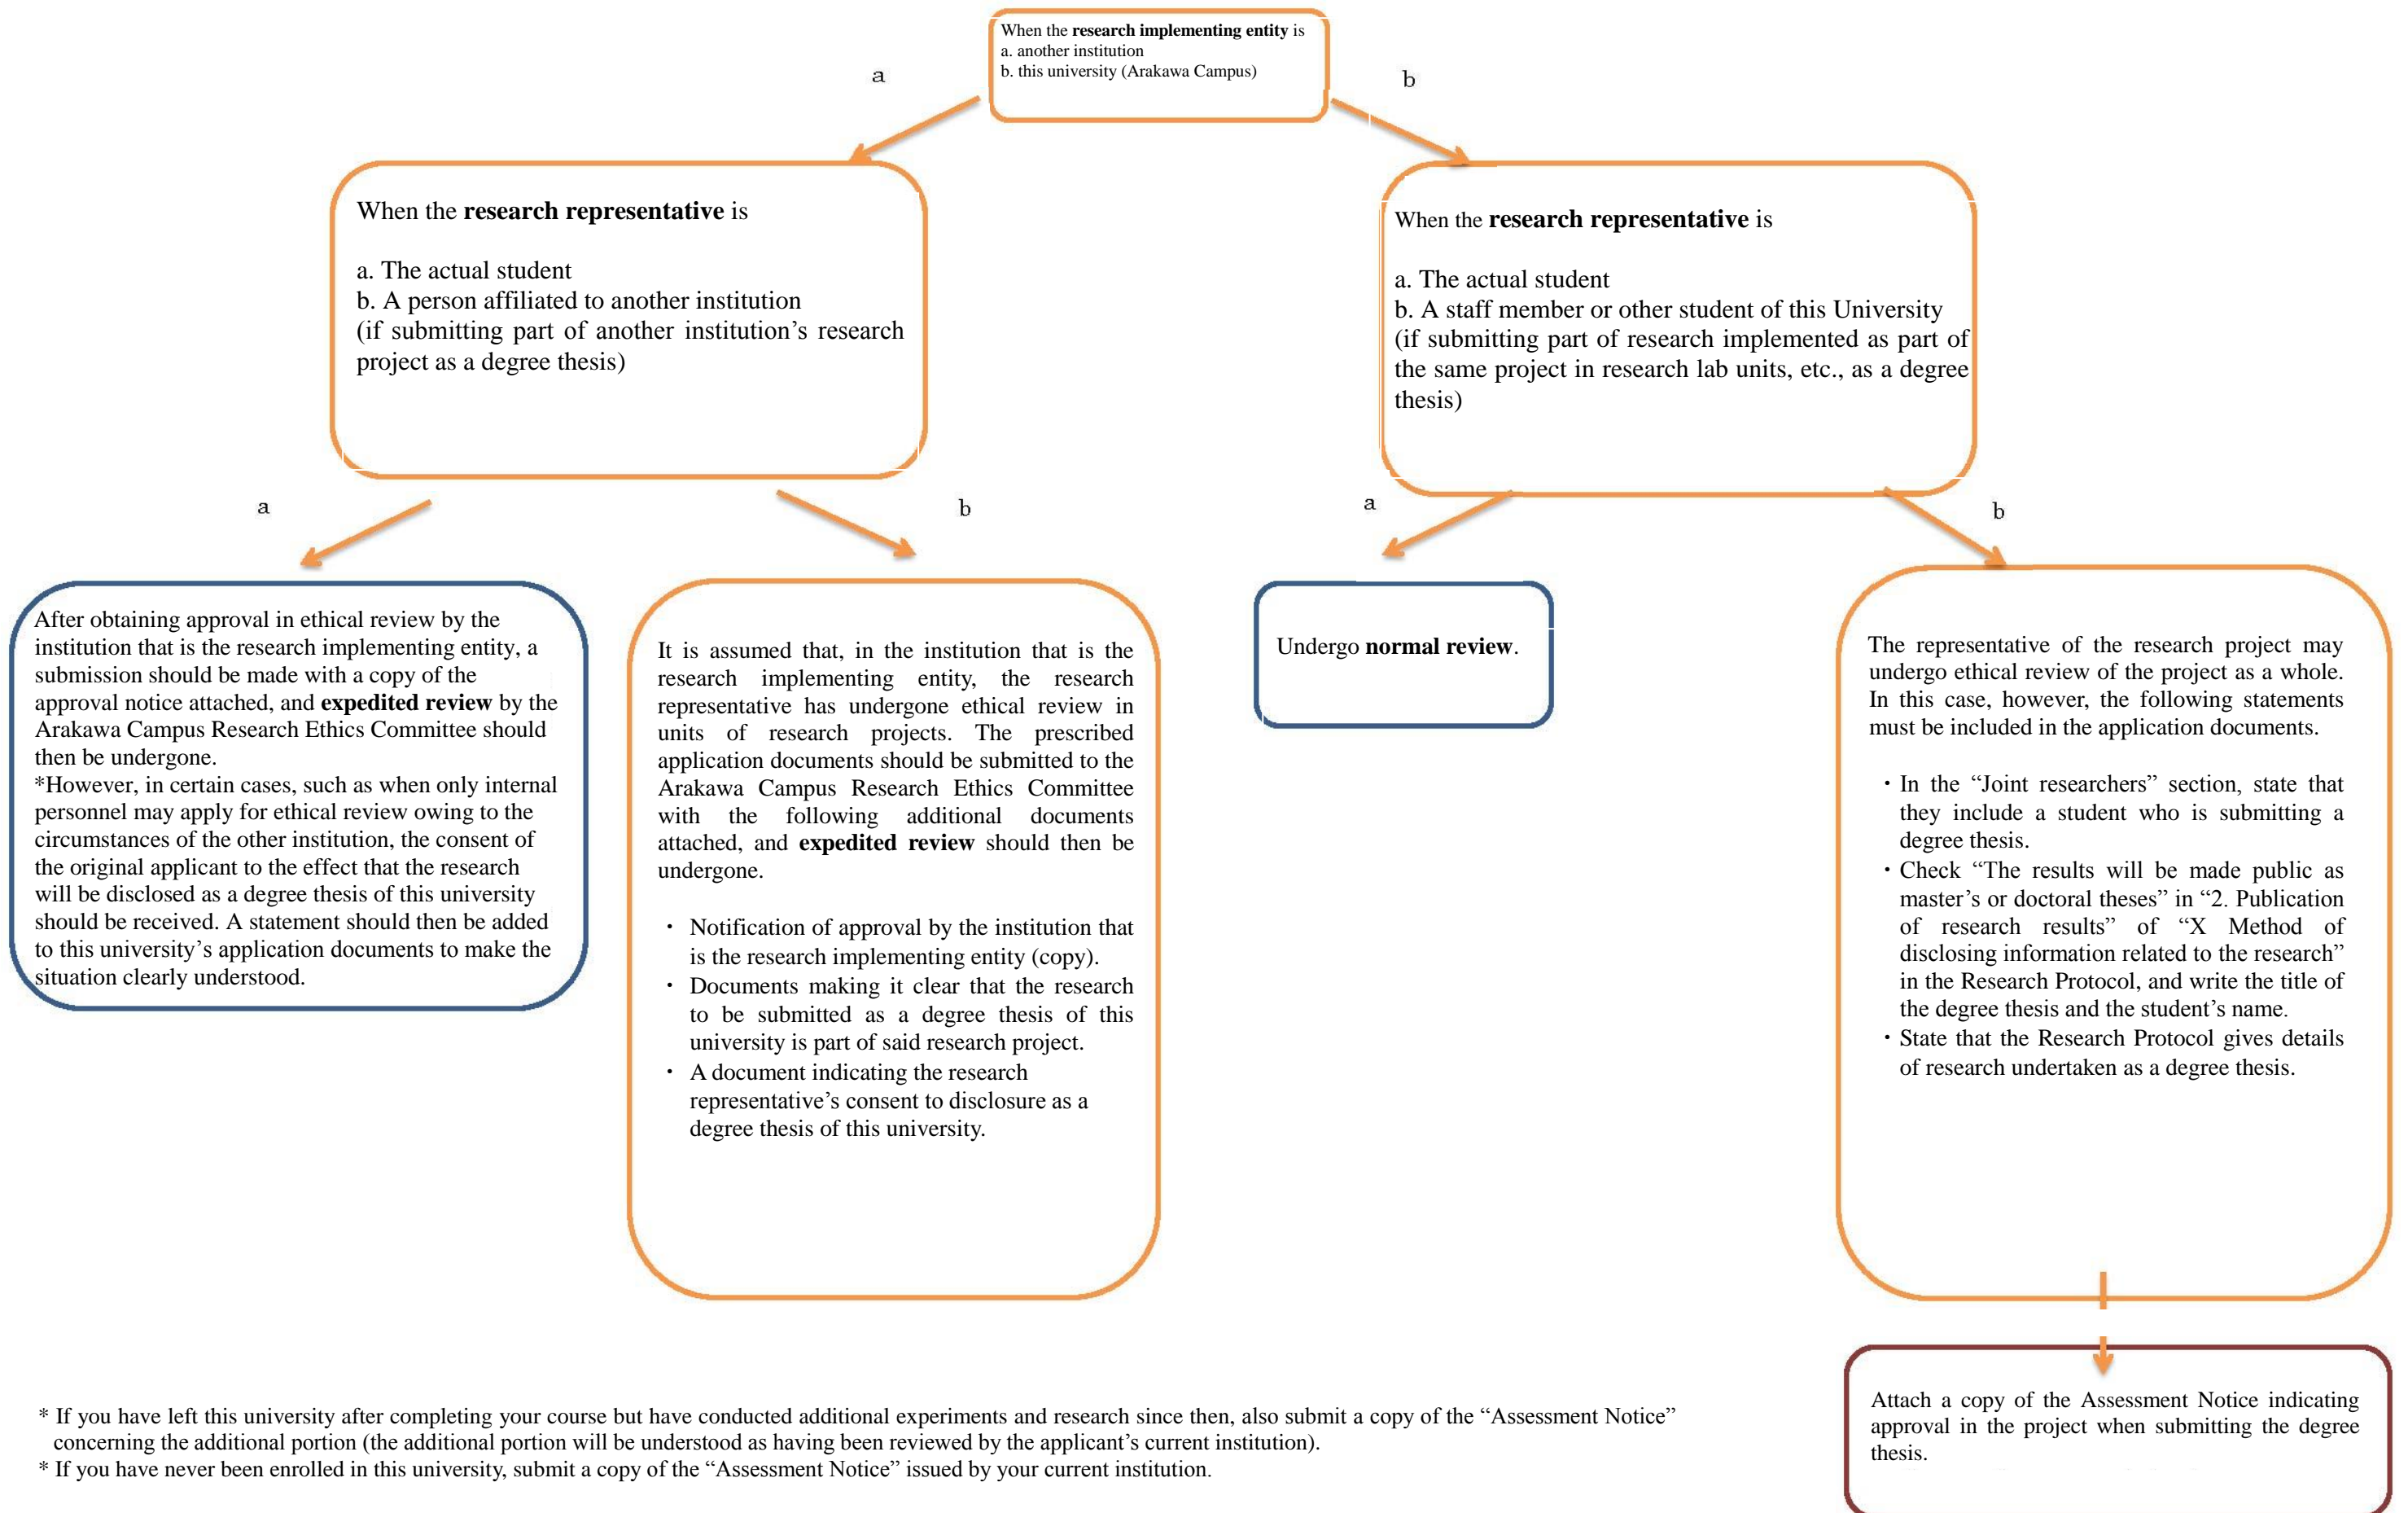 When the research implementing entity is
a. another institution
b. this university (Arakawa Campus)
a
b
When the research representative is
a. The actual student
b. A person affiliated to another institution
(if submitting part of another institution’s research
project as a degree thesis)
When the research representative is
a. The actual student
b. A staff member or other student of this University
(if submitting part of research implemented as part of
the same project in research lab units, etc., as a degree
thesis)
a
b
a
b
After obtaining approval in ethical review by the
institution that is the research implementing entity, a
submission should be made with a copy of the
approval notice attached, and expedited review by the
Arakawa Campus Research Ethics Committee should
then be undergone.
*However, in certain cases, such as when only internal
personnel may apply for ethical review owing to the
circumstances of the other institution, the consent of
the original applicant to the effect that the research
will be disclosed as a degree thesis of this university
should be received. A statement should then be added
to this university’s application documents to make the
situation clearly understood.
It is assumed that, in the institution that is the
research implementing entity, the research
representative has undergone ethical review in
units of research projects. The prescribed
application documents should be submitted to the
Arakawa Campus Research Ethics Committee
with the following additional documents
attached, and expedited review should then be
undergone.
・ Notification of approval by the institution that
is the research implementing entity (copy).
・ Documents making it clear that the research
to be submitted as a degree thesis of this
university is part of said research project.
・ A document indicating the research
representative’s consent to disclosure as a
degree thesis of this university.
Undergo normal review.
The representative of the research project may
undergo ethical review of the project as a whole.
In this case, however, the following statements
must be included in the application documents.
・In the “Joint researchers” section, state that
they include a student who is submitting a
degree thesis.
・Check “The results will be made public as
master’s or doctoral theses” in “2. Publication
of research results” of “X Method of
disclosing information related to the research”
in the Research Protocol, and write the title of
the degree thesis and the student’s name.
・State that the Research Protocol gives details
of research undertaken as a degree thesis.
Attach a copy of the Assessment Notice indicating
approval in the project when submitting the degree
thesis.
* If you have left this university after completing your course but have conducted additional experiments and research since then, also submit a copy of the “Assessment Notice”
concerning the additional portion (the additional portion will be understood as having been reviewed by the applicant’s current institution).
* If you have never been enrolled in this university, submit a copy of the “Assessment Notice” issued by your current institution.